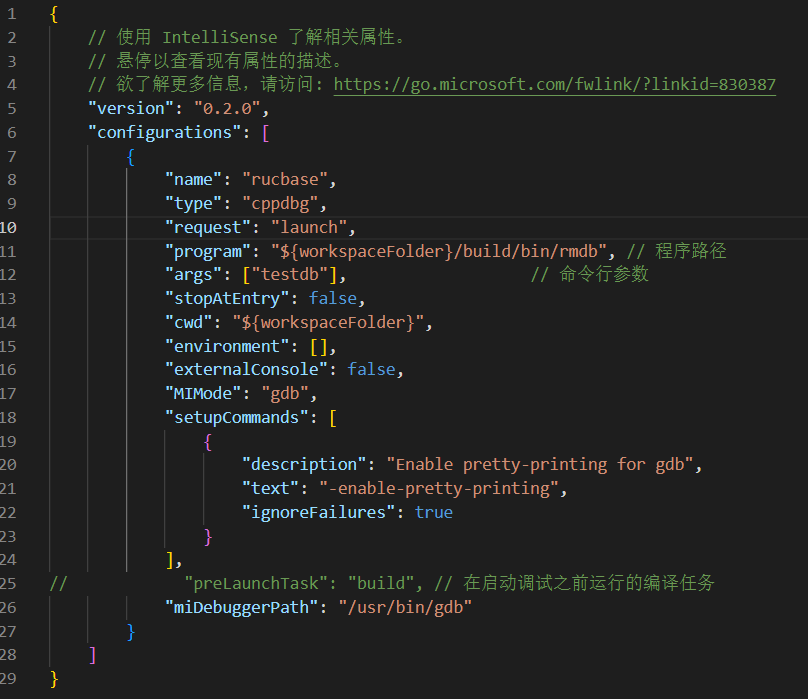 1 {
2     // 使用 IntelliSense 了解相关属性。
3     // 悬停以查看现有属性的描述。
4     // 欲了解更多信息，请访问: https://go.microsoft.com/fwlink/?linkid=830387
5     "version": "0.2.0",
6     "configurations": [
7         {
8             "name": "rucbase",
9             "type": "cppdbg",
10             "request": "launch",
11             "program": "${workspaceFolder}/build/bin/rmdb", // 程序路径
12             "args": ["testdb"],                   // 命令行参数
13             "stopAtEntry": false,
14             "cwd": "${workspaceFolder}",
15             "environment": [],
16             "externalConsole": false,
17             "MIMode": "gdb",
18             "setupCommands": [
19                 {
20                     "description": "Enable pretty-printing for gdb",
21                     "text": "-enable-pretty-printing",
22                     "ignoreFailures": true
23                 }
24             ],
25 //            "preLaunchTask": "build", // 在启动调试之前运行的编译任务
26             "miDebuggerPath": "/usr/bin/gdb"
27         }
28     ]
29 }